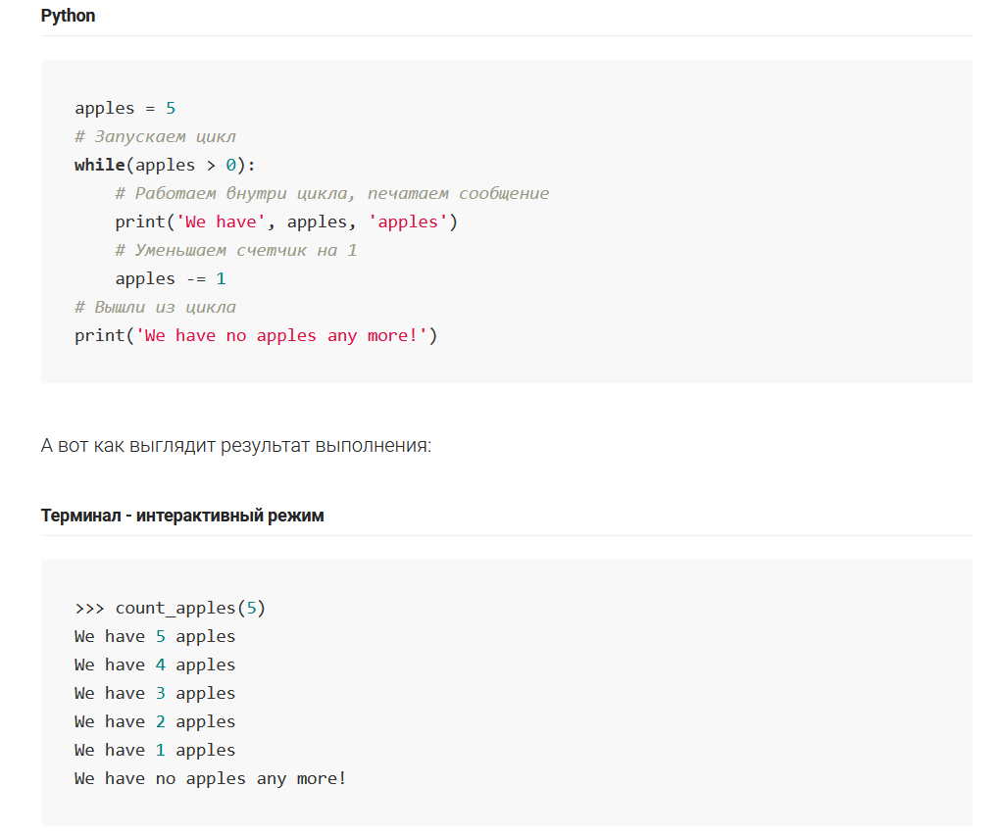 Python
apples = 5
# Запускаем цикл
while(apples > 0):
    # Работаем внутри цикла, печатаем сообщение
    print('We have', apples, 'apples')
    # Уменьшаем счетчик на 1
    apples -= 1
# Вышли из цикла
print('We have no apples any more!')
А вот как выглядит результат выполнения:
Терминал - интерактивный режим
>>> count_apples(5)
We have 5 apples
We have 4 apples
We have 3 apples
We have 2 apples
We have 1 apples
We have no apples any more!